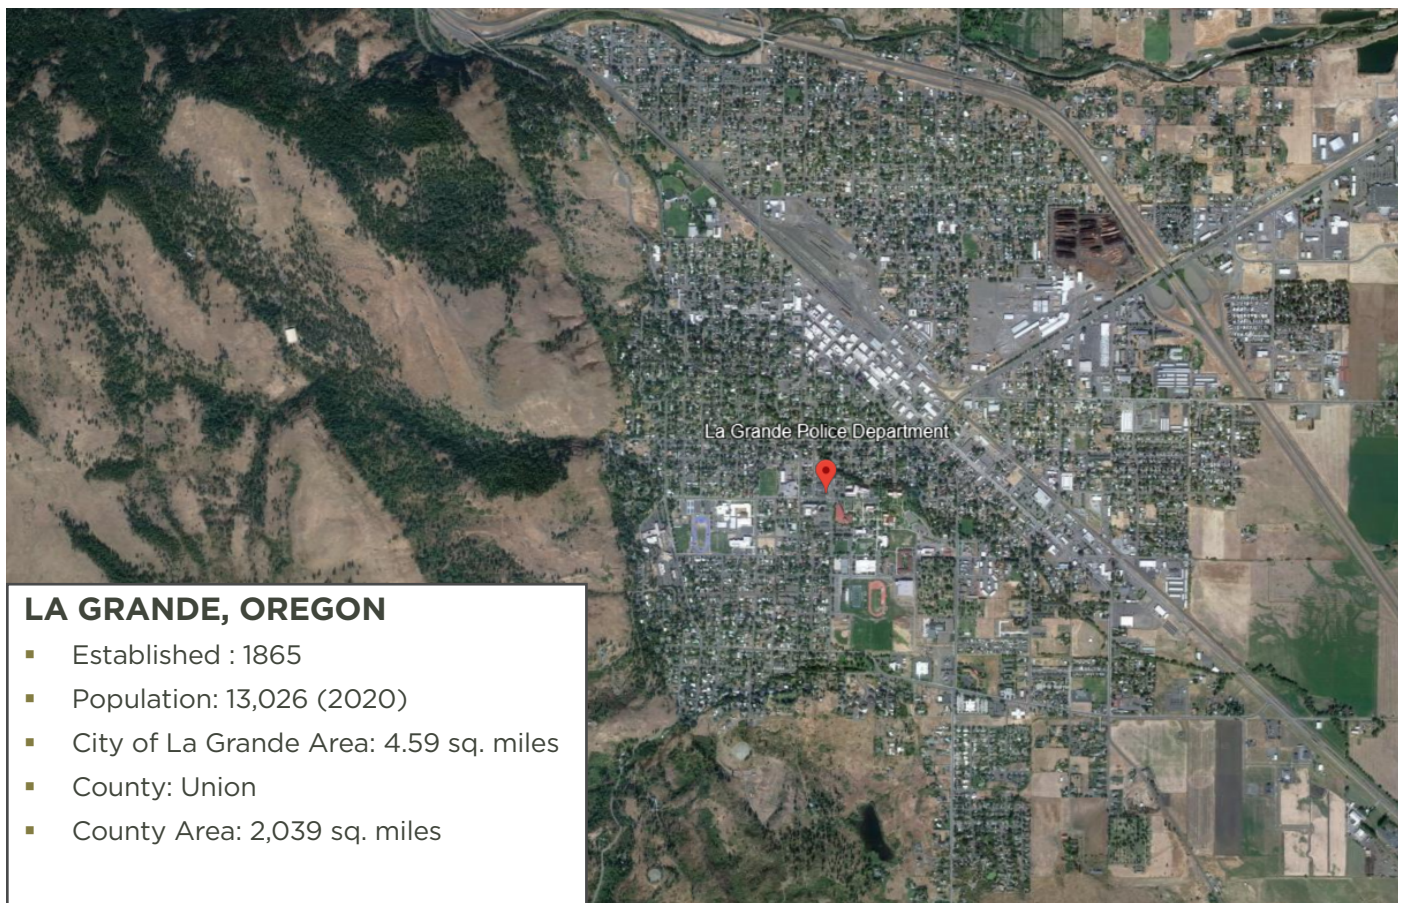 La Grande Police Department
LA GRANDE, OREGON
▪ Established : 1865
▪ Population: 13,026 (2020)
▪ City of La Grande Area: 4.59 sq. miles
▪ County: Union
▪ County Area: 2,039 sq. miles